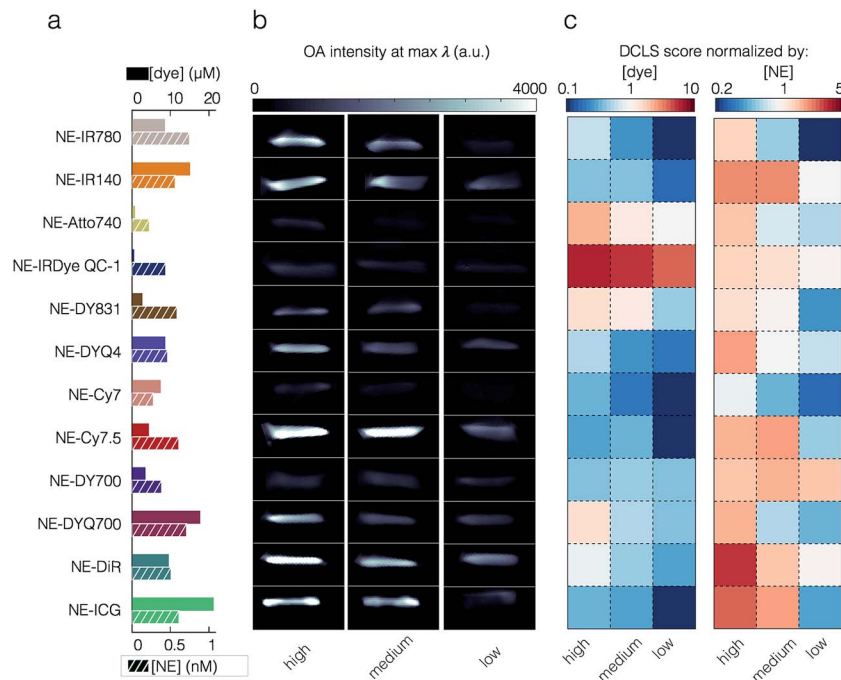 a
b
c
[dye] (µM)
0 10 20
OA intensity at max λ (a.u.)
0 4000
DCLS score normalized by:
[dye] [NE]
0.1 1 10 0.2 1 5
NE-IR780
NE-IR140
NE-Atto740
NE-IRDye QC-1
NE-DY831
NE-DYQ4
NE-Cy7
NE-Cy7.5
NE-DY700
NE-DYQ700
NE-DiR
NE-ICG
0 0.5 1
[NE] (nM)
high medium low
high medium low
high medium low